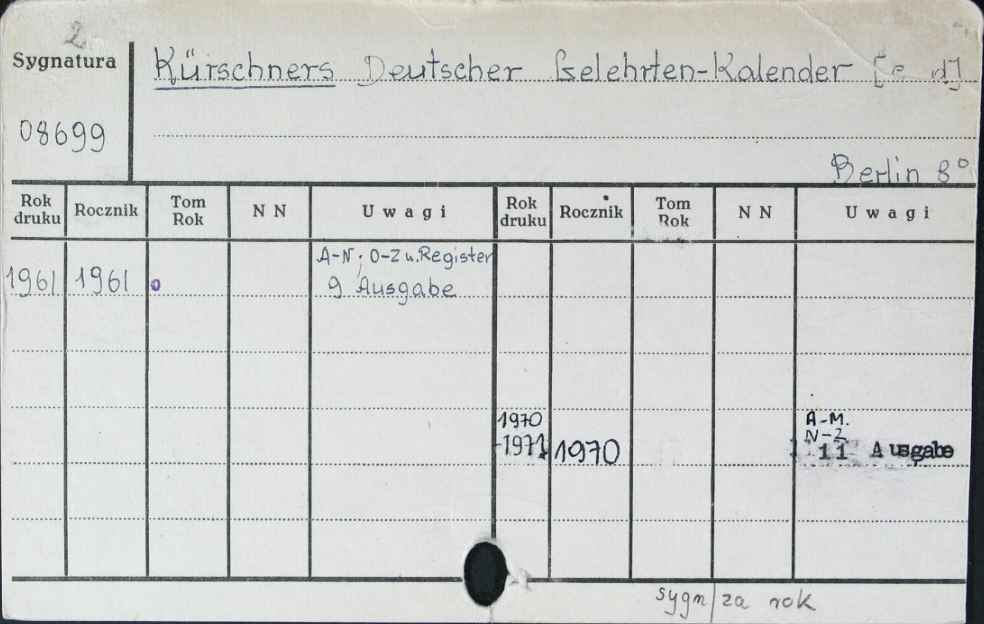 2
Sygnatura
Kürschners Deutscher Gelehrten-Kalender [e d]
08699
Berlin 8°
Rok druku Rocznik Tom Rok N N Uwagi Rok druku Rocznik Tom Rok N N Uwagi
A-N; O-Z u. Register
1961 1961 9 Ausgabe
1970 A-M.
N-Z
-1971 1970 11 Ausgabe
sygn/za rok